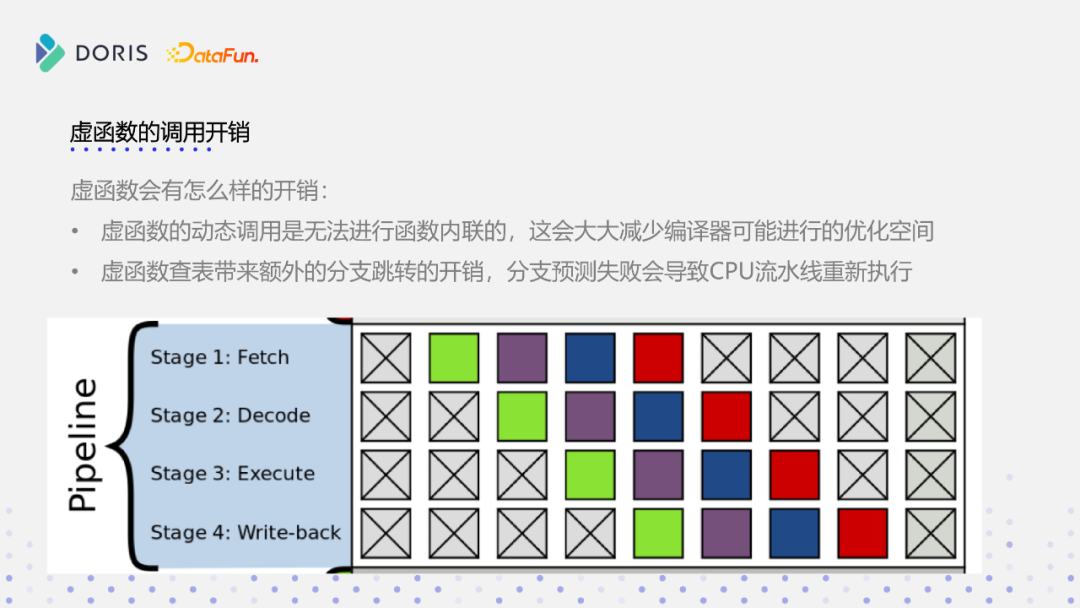 DORIS DataFun.
虚函数的调用开销
虚函数会有怎么样的开销：
• 虚函数的动态调用是无法进行函数内联的，这会大大减少编译器可能进行的优化空间
• 虚函数查表带来额外的分支跳转的开销，分支预测失败会导致CPU流水线重新执行
Pipeline
Stage 1: Fetch
Stage 2: Decode
Stage 3: Execute
Stage 4: Write-back